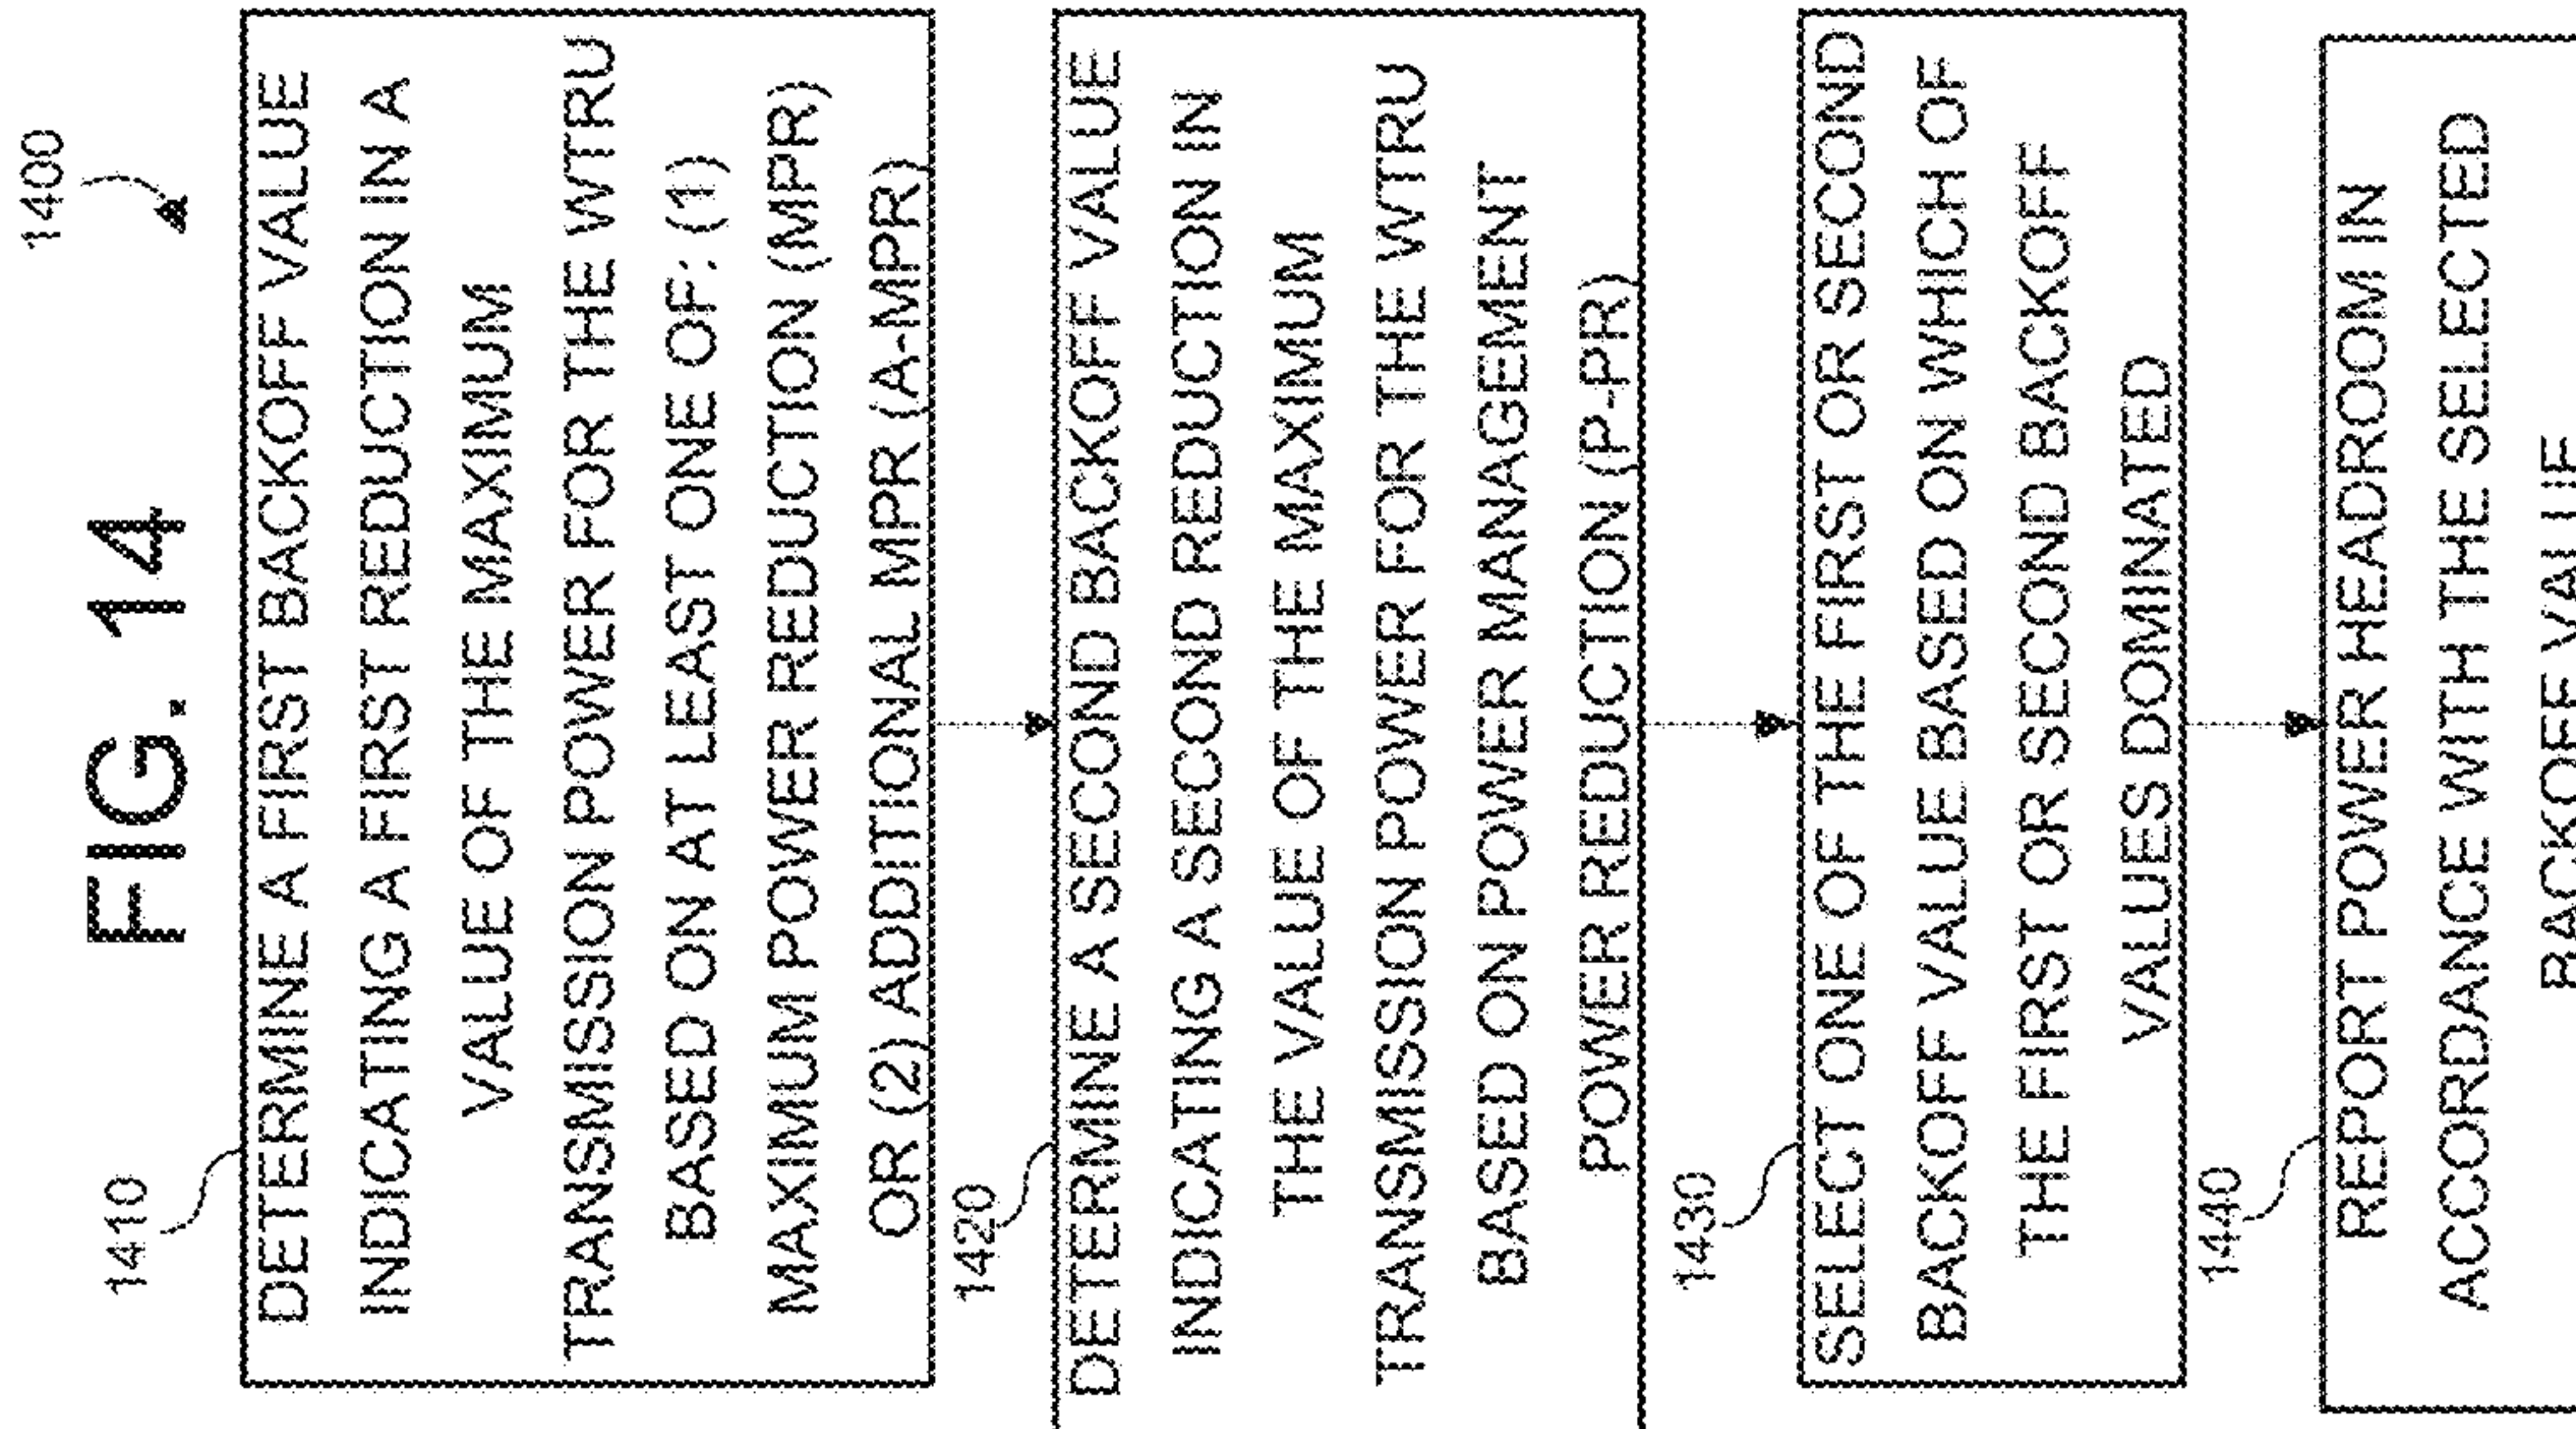 FIG. 14
1400
1410
DETERMINE A FIRST BACKOFF VALUE
INDICATING A FIRST REDUCTION IN A
VALUE OF THE MAXIMUM
TRANSMISSION POWER FOR THE WTRU
BASED ON AT LEAST ONE OF: (1)
MAXIMUM POWER REDUCTION (MPR)
OR (2) ADDITIONAL MPR (A-MPR)
1420
DETERMINE A SECOND BACKOFF VALUE
INDICATING A SECOND REDUCTION IN
THE VALUE OF THE MAXIMUM
TRANSMISSION POWER FOR THE WTRU
BASED ON POWER MANAGEMENT
POWER REDUCTION (P-PR)
1430
SELECT ONE OF THE FIRST OR SECOND
BACKOFF VALUE BASED ON WHICH OF
THE FIRST OR SECOND BACKOFF
VALUES DOMINATED
1440
REPORT POWER HEADROOM IN
ACCORDANCE WITH THE SELECTED
BACKOFF VALUE